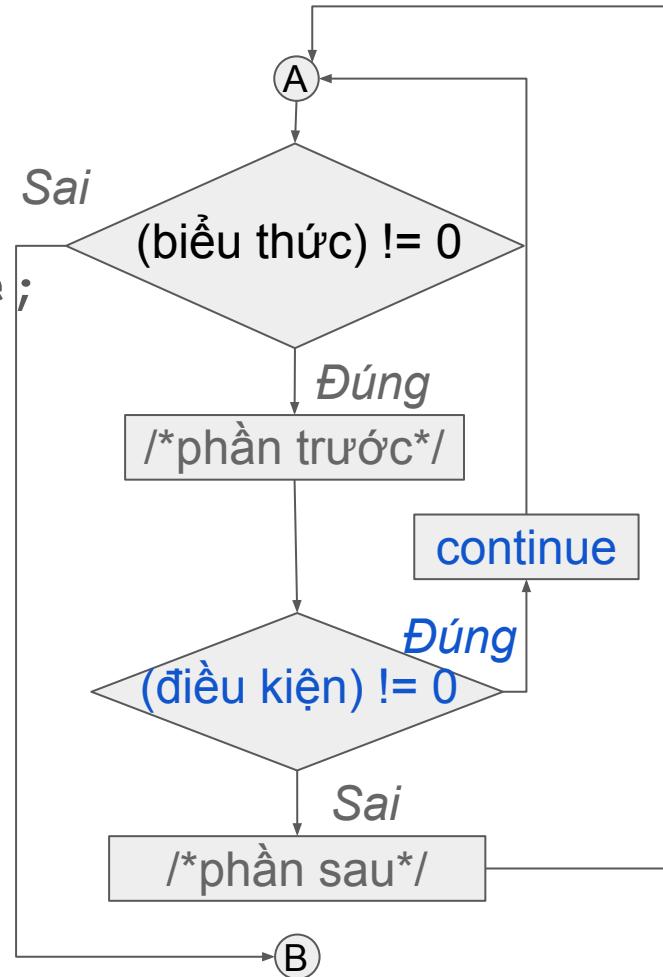 A
Sai
(biểu thức) != 0
e;
Đúng
/*phần trước*/
continue
Đúng
(điều kiện) != 0
Sai
/*phần sau*/
B